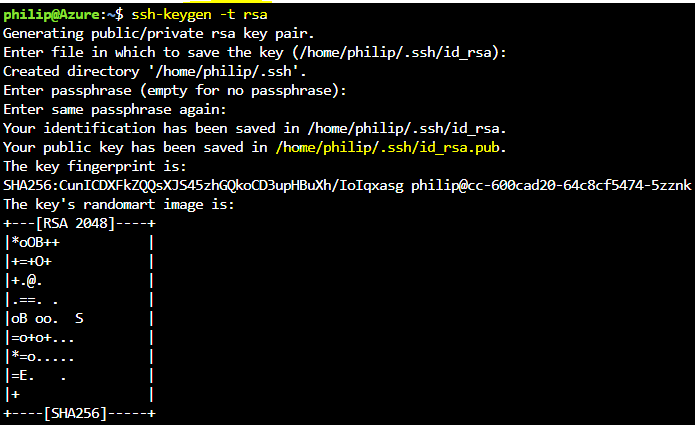 philip@Azure:~$ ssh-keygen -t rsa
Generating public/private rsa key pair.
Enter file in which to save the key (/home/philip/.ssh/id_rsa):
Created directory '/home/philip/.ssh'.
Enter passphrase (empty for no passphrase):
Enter same passphrase again:
Your identification has been saved in /home/philip/.ssh/id_rsa.
Your public key has been saved in /home/philip/.ssh/id_rsa.pub.
The key fingerprint is:
SHA256:CunICDXFkZQQsXJS45zhGQkoCD3upHBuXh/IoIqxasg philip@cc-600cad20-64c8cf5474-5zznk
The key's randomart image is:
+---[RSA 2048]----+
|*oOB++           |
|+=+O+            |
|+.@.             |
|.==. .           |
|oB oo.  S        |
|=o+o+...         |
|*=o.....         |
|=E.   .          |
|+                |
+----[SHA256]-----+